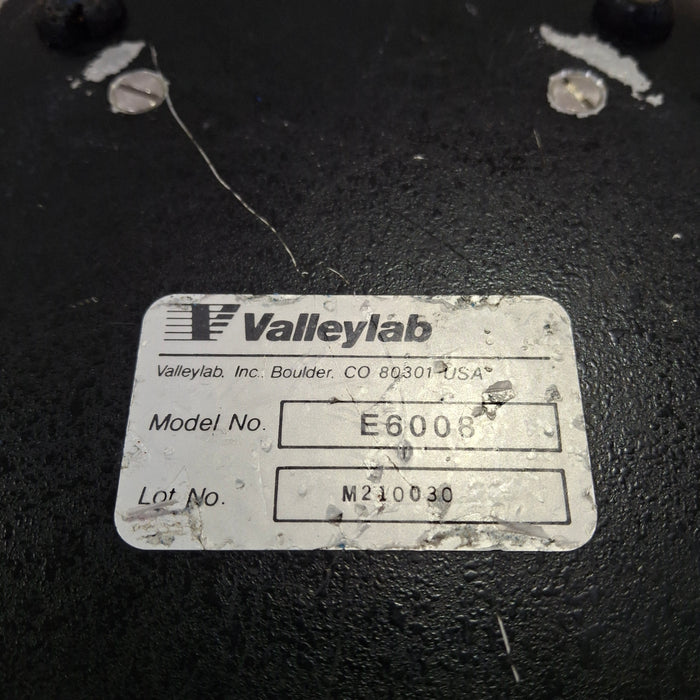 Valleylab
Valleylab, Inc. Boulder, CO 80301 USA
Model No. E6008
Lot No. M210030